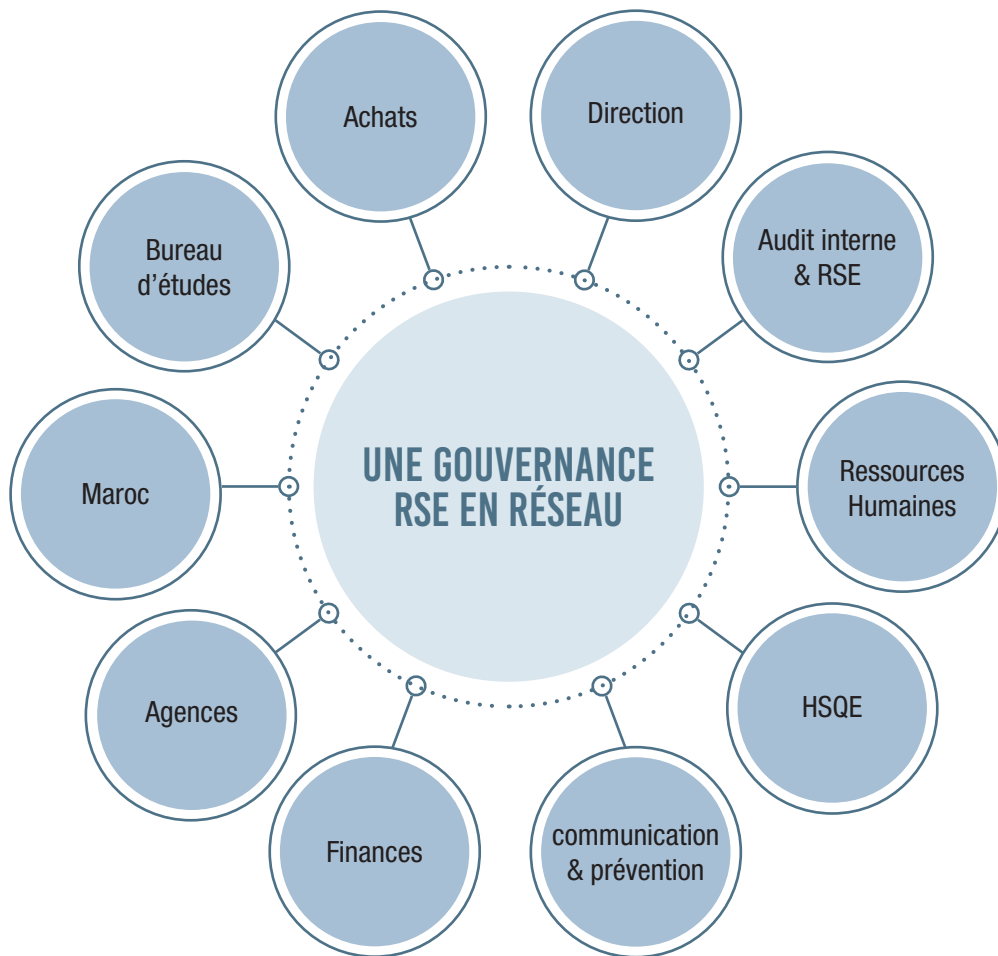 Achats
Direction
Bureau
d’études
Audit interne
& RSE
UNE GOUVERNANCE
RSE EN RÉSEAU
Maroc
Ressources
Humaines
Agences
HSQE
Finances
communication
& prévention